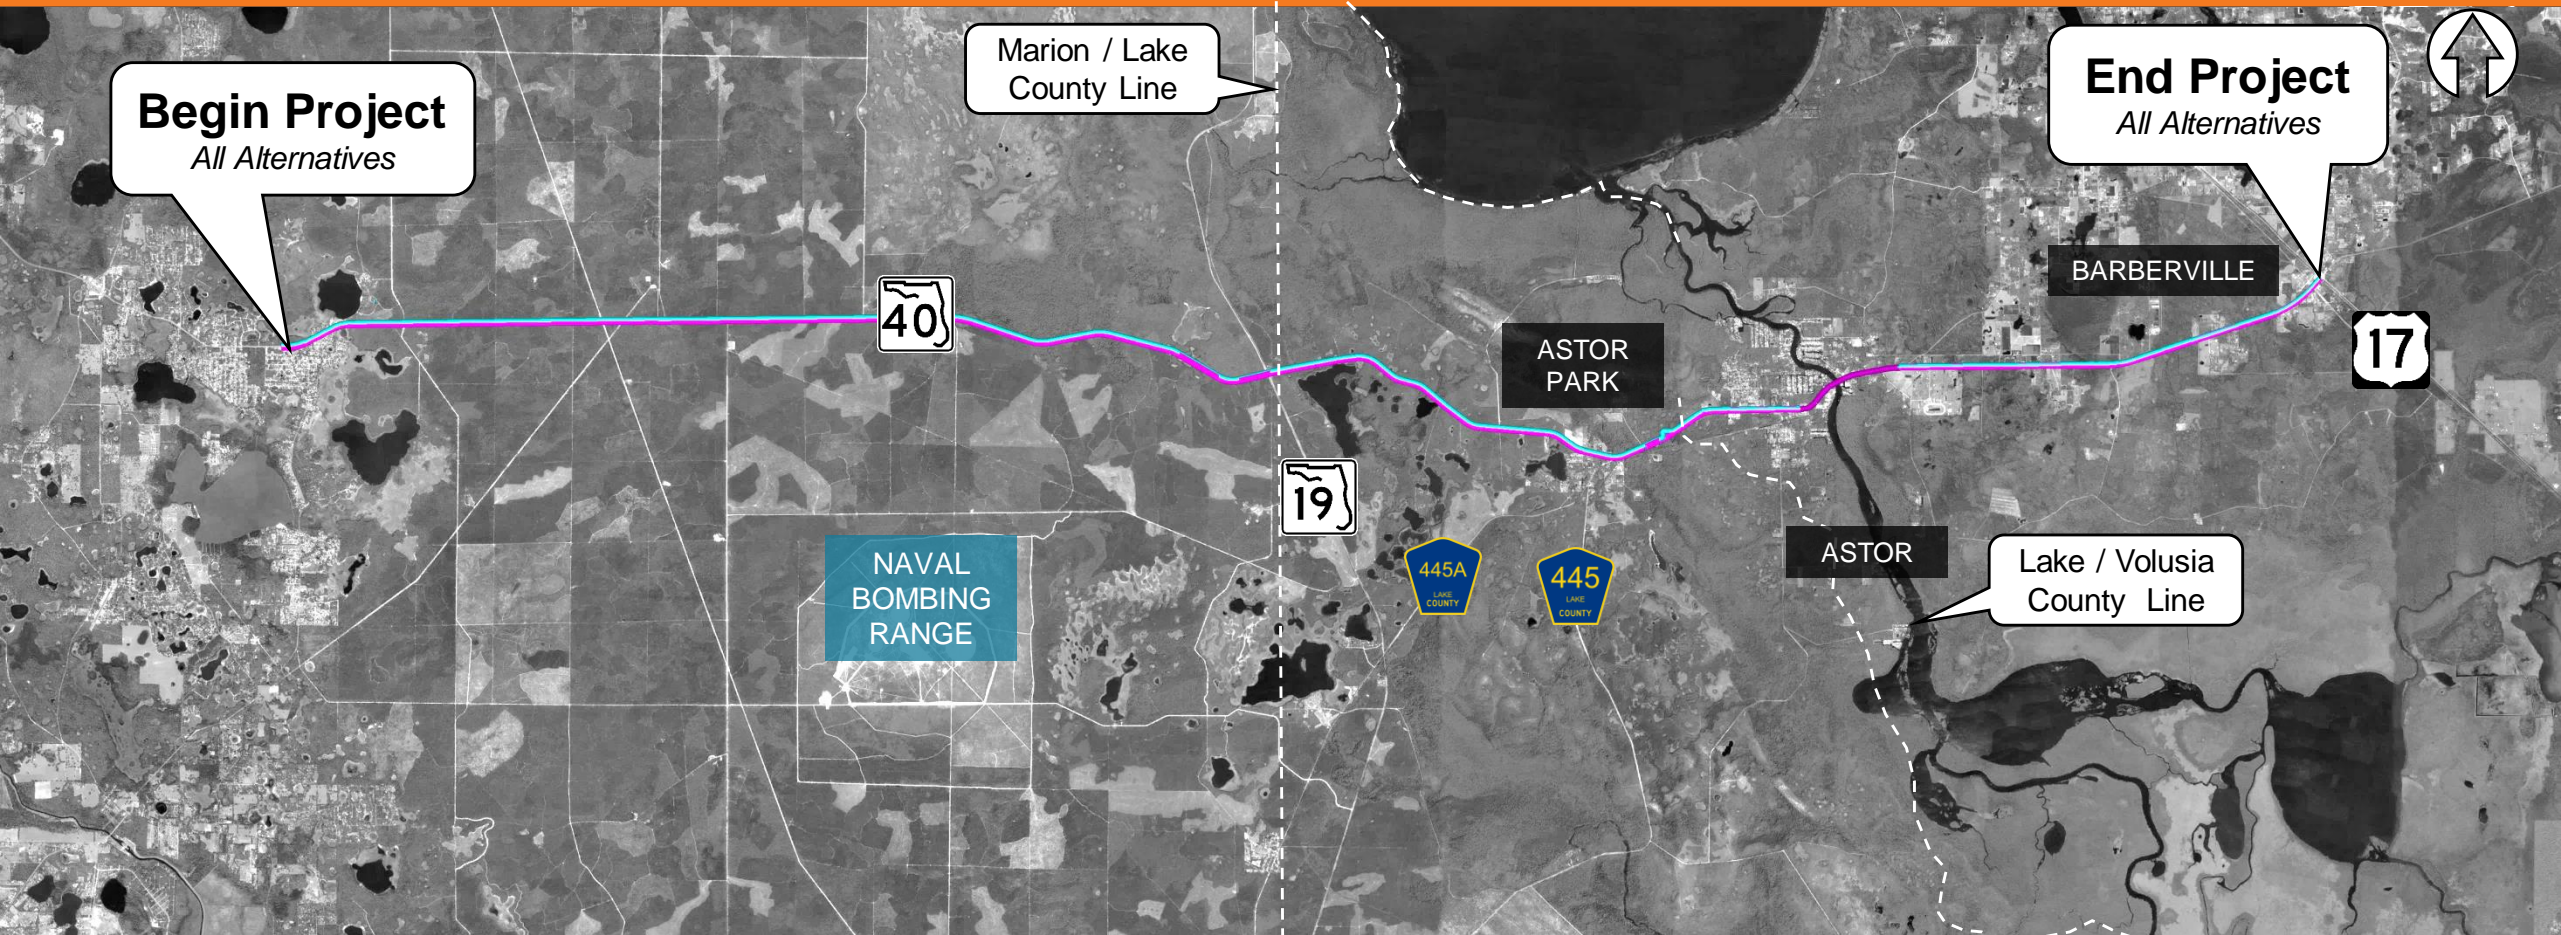 Begin Project
All Alternatives
Marion / Lake
County Line
End Project
All Alternatives
40
BARBERVILLE
17
ASTOR
PARK
19
NAVAL
BOMBING
RANGE
445A
LAKE
COUNTY
445
LAKE
COUNTY
ASTOR
Lake / Volusia
County Line